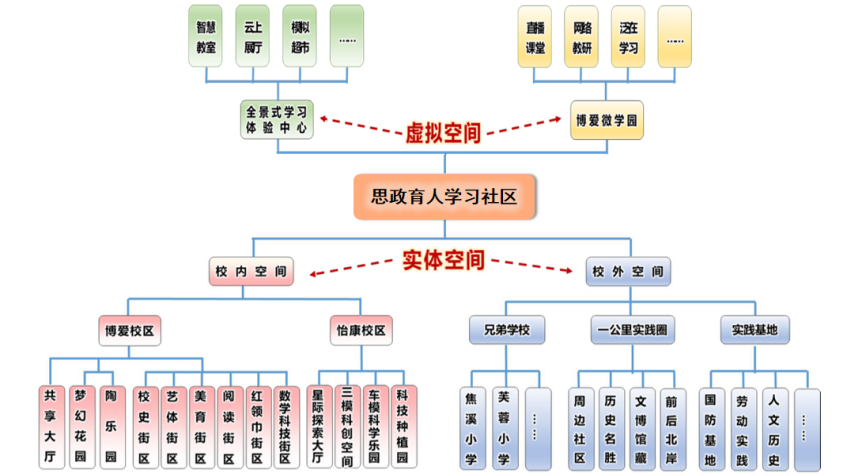 智慧
教室
云上
展厅
模拟
超市
……
直播
课堂
网络
教研
泛在
学习
……
全景式学习
体验中心
虚拟空间
博爱微学园
思政育人学习社区
校内空间
实体空间
校外空间
博爱校区
怡康校区
兄弟学校
一公里实践圈
实践基地
共享大厅
梦幻花园
陶乐园
校史街区
艺体街区
美育街区
阅读街区
红领巾街区
数学科技街区
星际探索大厅
三模科创空间
车模科学乐园
科技种植园
焦溪小学
芙蓉小学
……
周边社区
历史名胜
文博馆藏
前后北岸
国防基地
劳动实践
人文历史
……